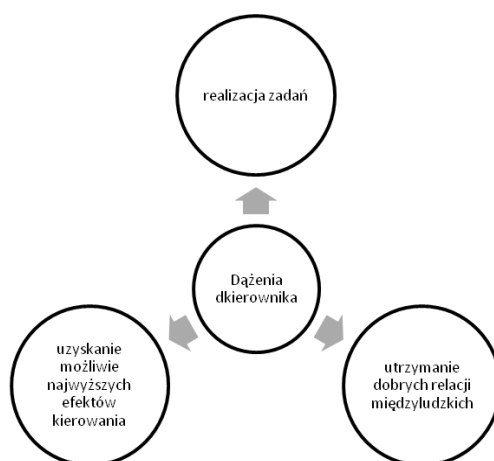 realizacja zadań
Dążenia
dkierownika
uzyskanie
możliwie
najwyższych
efektów
kierowania
utrzymanie
dobrych relacji
międzyludzkich